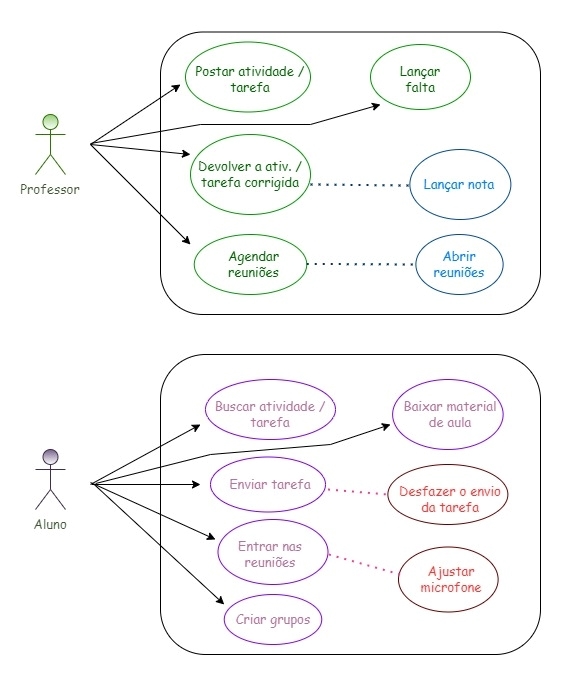 Postar atividade /
tarefa
Lançar
falta
Professor
Devolver a ativ. /
tarefa corrigida
Lançar nota
Agendar
reuniões
Abrir
reuniões
Buscar atividade /
tarefa
Baixar material
de aula
Aluno
Enviar tarefa
Desfazer o envio
da tarefa
Entrar nas
reuniões
Ajustar
microfone
Criar grupos